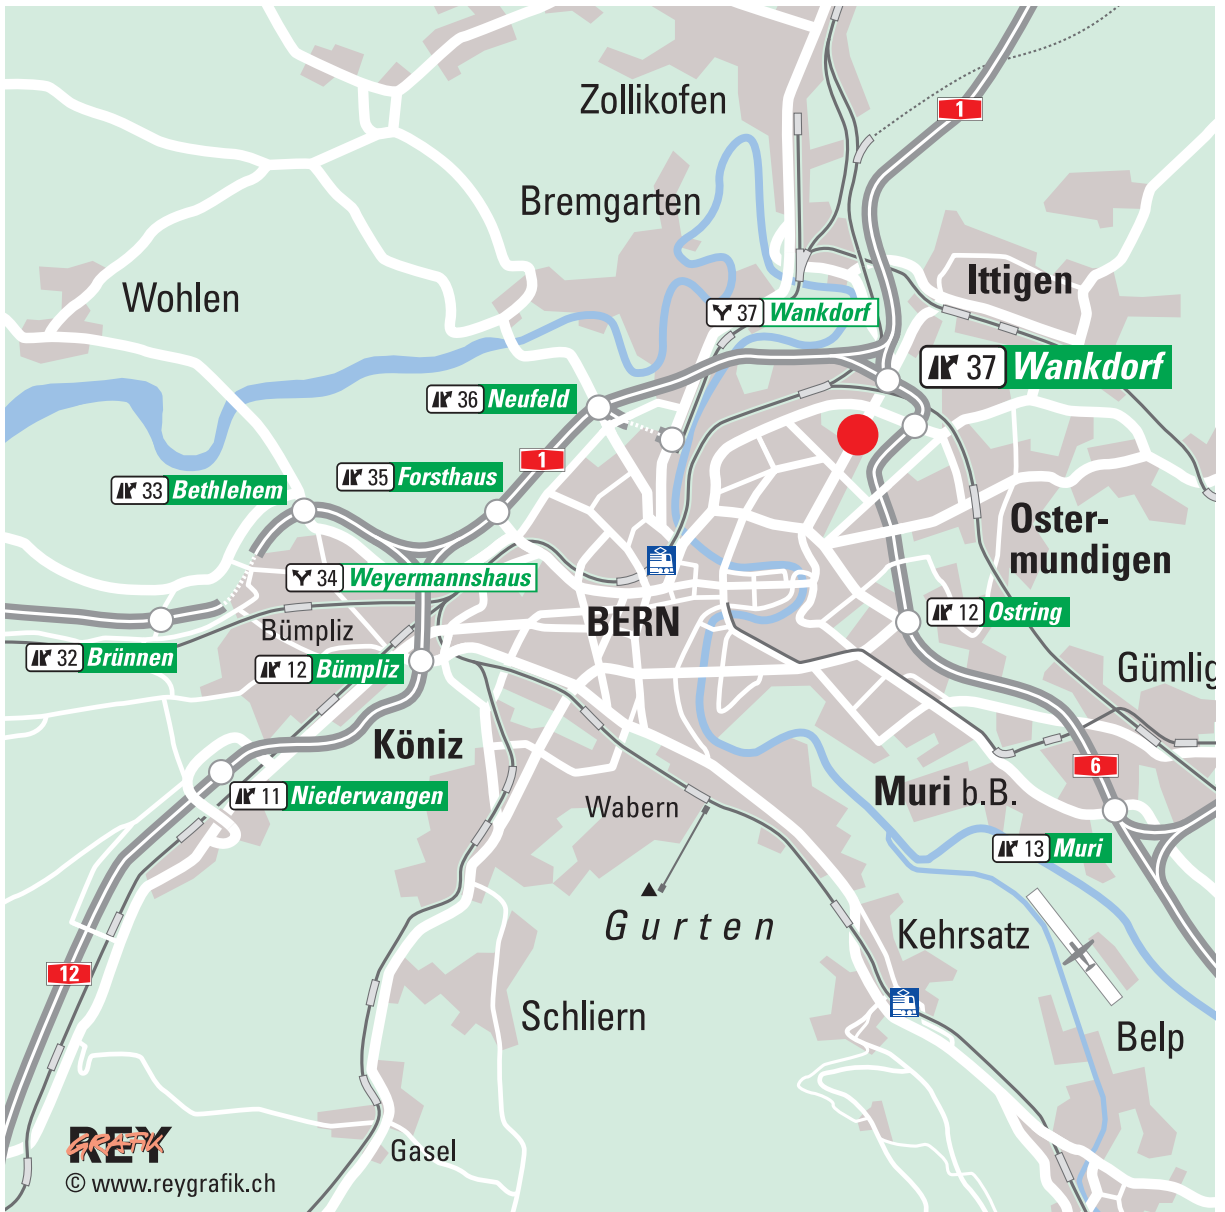 Zollikofen
1
Bremgarten
Ittigen
Wohlen
37 Wankdorf
37 Wankdorf
36 Neufeld
1
35 Forsthaus
33 Bethlehem
Oster-
mundigen
34 Weyermannshaus
12 Ostring
BERN
Bümpliz
32 Brünnen
12 Bümpliz
Gümlig
Köniz
6
11 Niederwangen
Muri b.B.
Wabern
13 Muri
Gurten
Kehrsatz
12
Schliern
Belp
REY
GRAFIK
Gasel
© www.reygrafik.ch